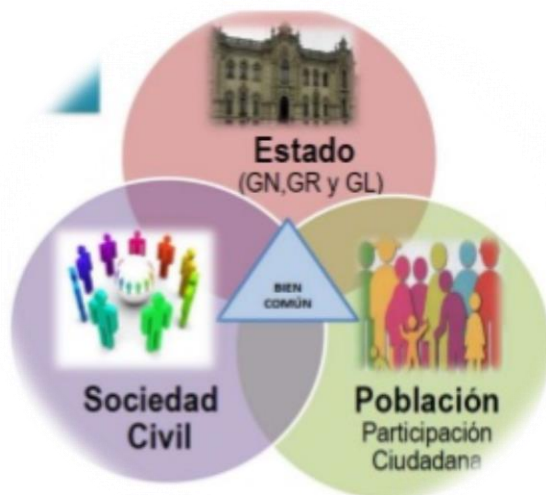 Estado
(GN,GR y GL)
BIEN
COMÚN
Sociedad
Civil
Población
Participación
Ciudadana